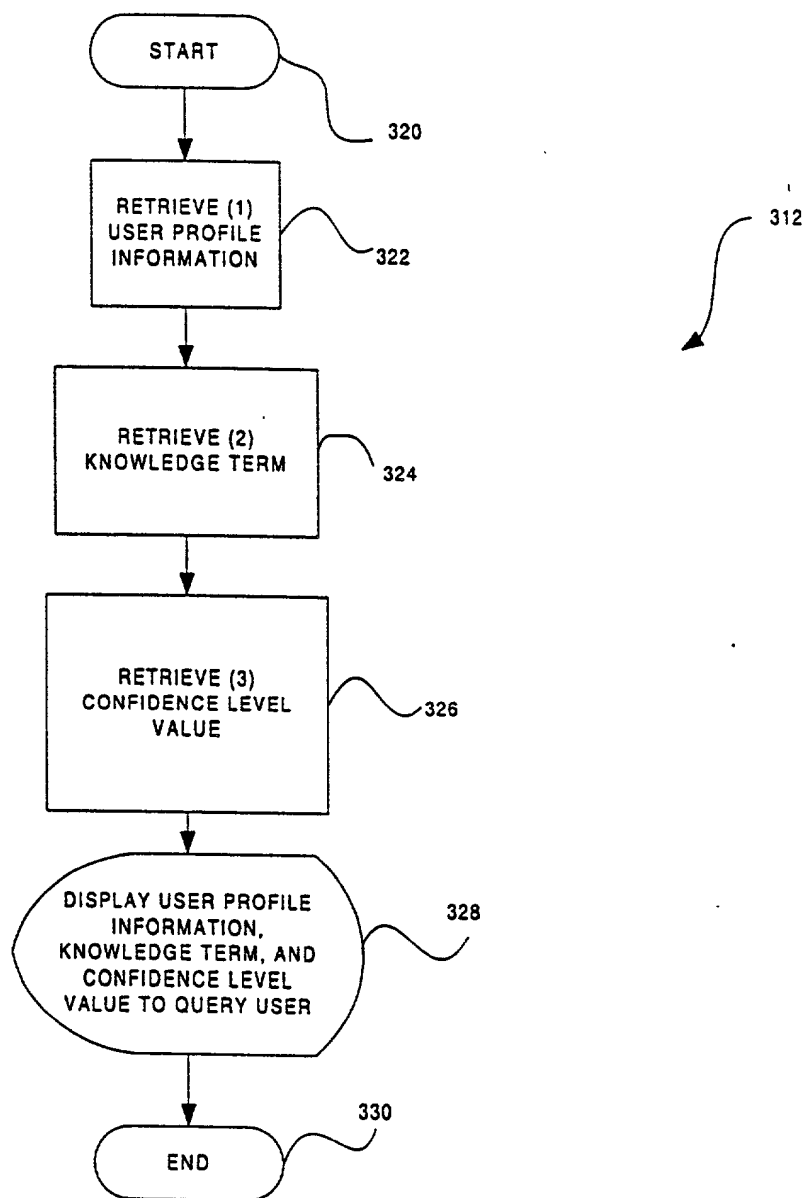 START
320
RETRIEVE (1)
USER PROFILE
INFORMATION
322
312
RETRIEVE (2)
KNOWLEDGE TERM
324
RETRIEVE (3)
CONFIDENCE LEVEL
VALUE
326
DISPLAY USER PROFILE
INFORMATION,
KNOWLEDGE TERM, AND
CONFIDENCE LEVEL
VALUE TO QUERY USER
328
330
END